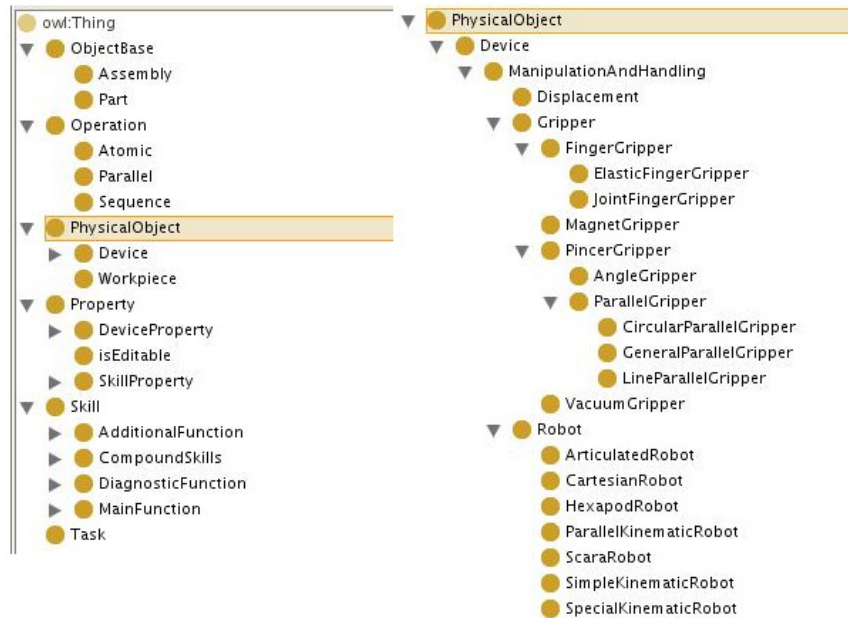 owl:Thing
ObjectBase
Assembly
Part
Operation
Atomic
Parallel
Sequence
PhysicalObject
Device
Workpiece
Property
DeviceProperty
isEditable
SkillProperty
Skill
AdditionalFunction
CompoundSkills
DiagnosticFunction
MainFunction
Task
PhysicalObject
Device
ManipulationAndHandling
Displacement
Gripper
FingerGripper
ElasticFingerGripper
JointFingerGripper
MagnetGripper
PincerGripper
AngleGripper
ParallelGripper
CircularParallelGripper
GeneralParallelGripper
LineParallelGripper
VacuumGripper
Robot
ArticulatedRobot
CartesianRobot
HexapodRobot
ParallelKinematicRobot
ScaraRobot
SimpleKinematicRobot
SpecialKinematicRobot